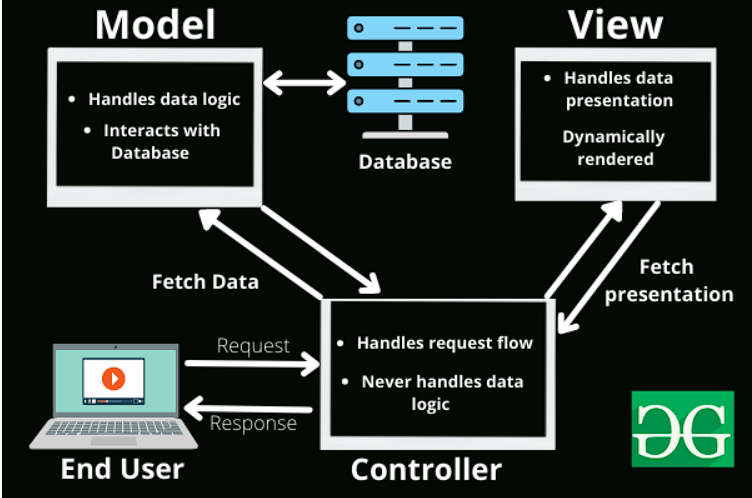 Model
View
• Handles data logic
• Interacts with
Database
Database
• Handles data
presentation
Dynamically
rendered
Fetch Data
Fetch
presentation
Request
Response
• Handles request flow
• Never handles data
logic
End User
Controller